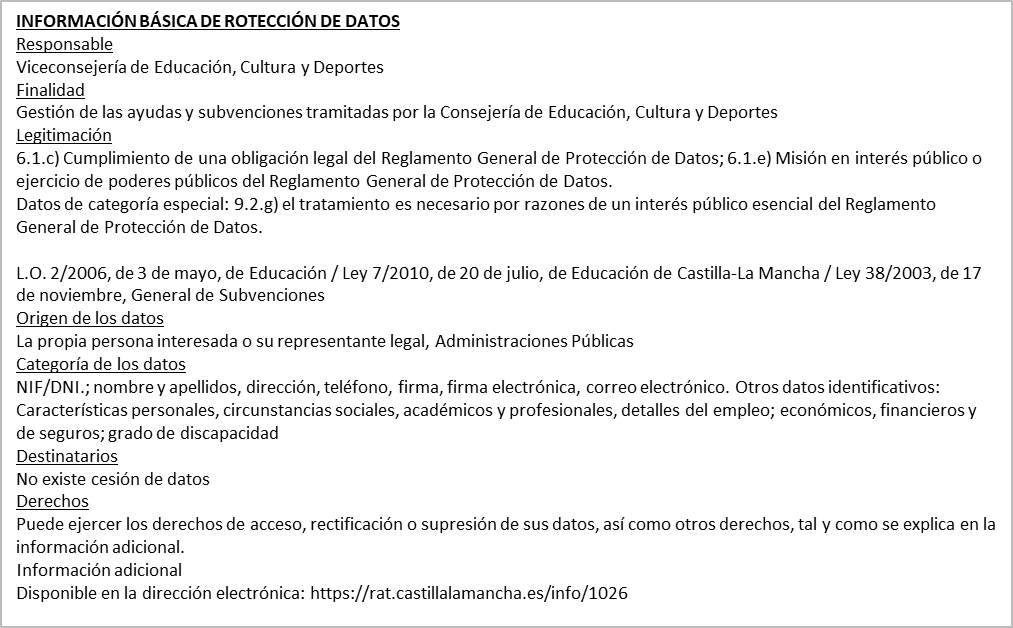 INFORMACIÓN BÁSICA DE ROTECCIÓN DE DATOS
Responsable
Viceconsejería de Educación, Cultura y Deportes
Finalidad
Gestión de las ayudas y subvenciones tramitadas por la Consejería de Educación, Cultura y Deportes
Legitimación
6.1.c) Cumplimiento de una obligación legal del Reglamento General de Protección de Datos; 6.1.e) Misión en interés público o
ejercicio de poderes públicos del Reglamento General de Protección de Datos.
Datos de categoría especial: 9.2.g) el tratamiento es necesario por razones de un interés público esencial del Reglamento
General de Protección de Datos.
L.O. 2/2006, de 3 de mayo, de Educación / Ley 7/2010, de 20 de julio, de Educación de Castilla-La Mancha / Ley 38/2003, de 17
de noviembre, General de Subvenciones
Origen de los datos
La propia persona interesada o su representante legal, Administraciones Públicas
Categoría de los datos
NIF/DNI.; nombre y apellidos, dirección, teléfono, firma, firma electrónica, correo electrónico. Otros datos identificativos:
Características personales, circunstancias sociales, académicos y profesionales, detalles del empleo; económicos, financieros y
de seguros; grado de discapacidad
Destinatarios
No existe cesión de datos
Derechos
Puede ejercer los derechos de acceso, rectificación o supresión de sus datos, así como otros derechos, tal y como se explica en la
información adicional.
Información adicional
Disponible en la dirección electrónica: https://rat.castillalamancha.es/info/1026